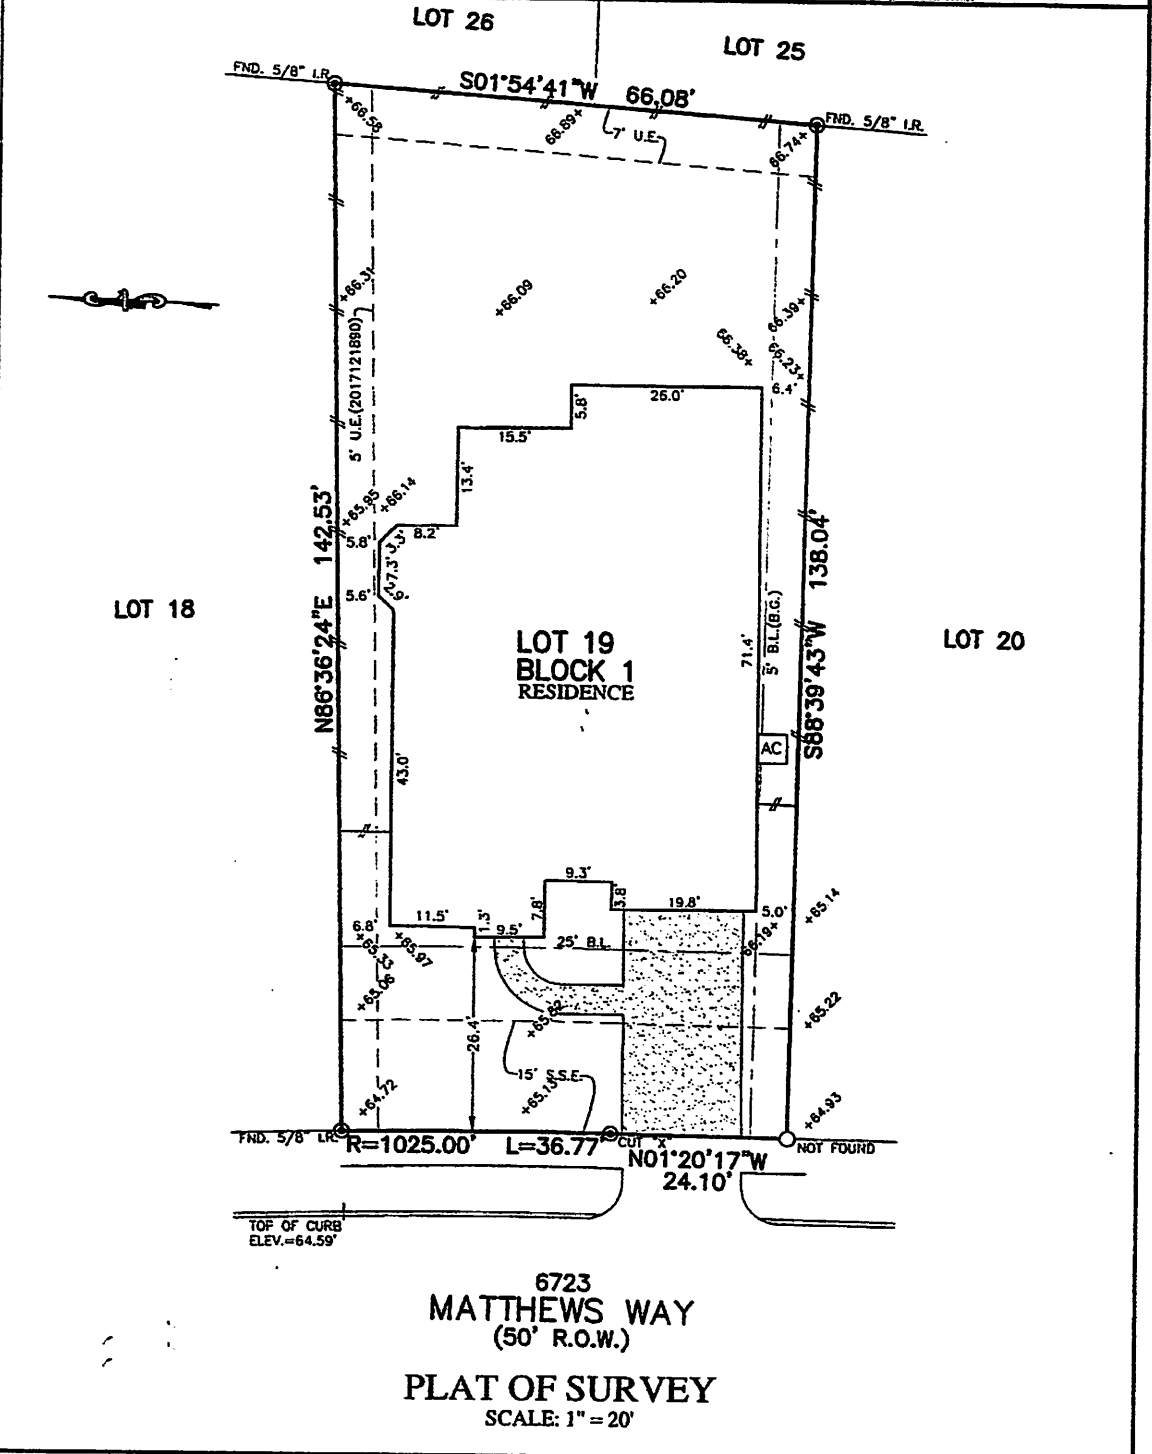 LOT 26
LOT 25
FND. 5/8" I.R.
S01°54'41"W 66.08'
FND. 5/8" I.R.
+66.58
66.89+
7' U.E.
66.74+
+66.31
+66.09
+66.20
66.39+
66.38+
66.23+
5' U.E.(2017121890)
26.0'
6.4'
5.8'
15.5'
13.4'
+65.95
+66.14
8.2'
3.3'
5.8'
7.3'
2.9'
5.6'
N86°36'24"E 142.53'
S88°39'43"W 138.04'
LOT 18
LOT 19
BLOCK 1
RESIDENCE
LOT 20
71.4'
5' B.L.(B.G.)
AC
43.0'
9.3'
3.8'
19.8'
7.8'
11.5'
1.3'
9.5'
5.0'
+65.14
6.8'
+65.33
+65.97
25' B.L.
66.19+
+65.06
+65.82
+65.22
26.4'
15' S.S.E.
+64.72
+65.13
+64.93
FND. 5/8" I.R.
R=1025.00' L=36.77'
CUT "X"
NOT FOUND
N01°20'17"W
24.10'
TOP OF CURB
ELEV.=64.59'
6723
MATTHEWS WAY
(50' R.O.W.)
PLAT OF SURVEY
SCALE: 1" = 20'